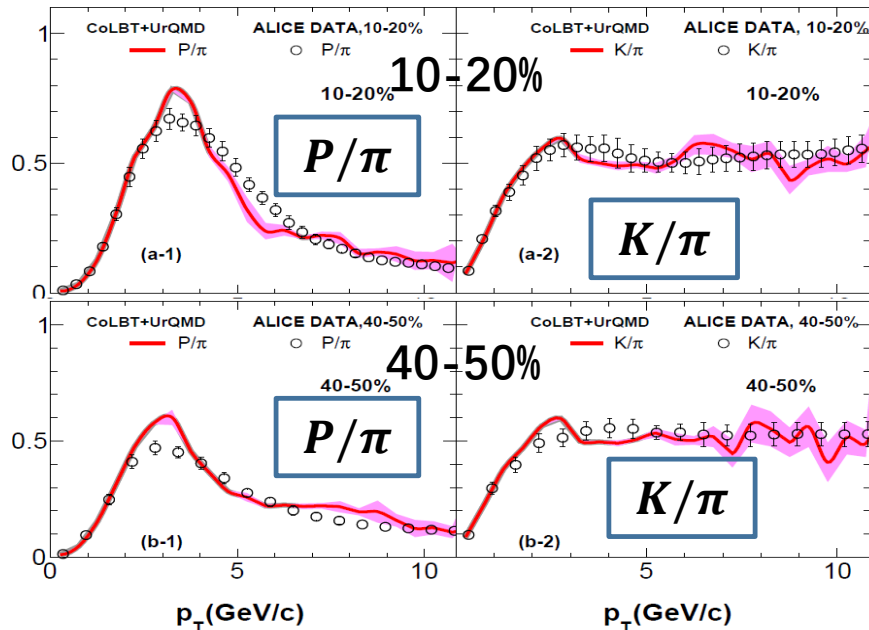 CoLBT+UrQMD ALICE DATA,10-20%
P/π P/π
CoLBT+UrQMD ALICE DATA, 10-20%
K/π K/π
10-20%
10-20%
10-20%
P/π
K/π
(a-1)
(a-2)
1
0.5
0
CoLBT+UrQMD ALICE DATA, 40-50%
P/π P/π
CoLBT+UrQMD ALICE DATA, 40-50%
K/π K/π
40-50%
40-50%
40-50%
P/π
K/π
(b-1)
(b-2)
1
0.5
0
0 5 10
5 10
p_T(GeV/c) p_T(GeV/c)